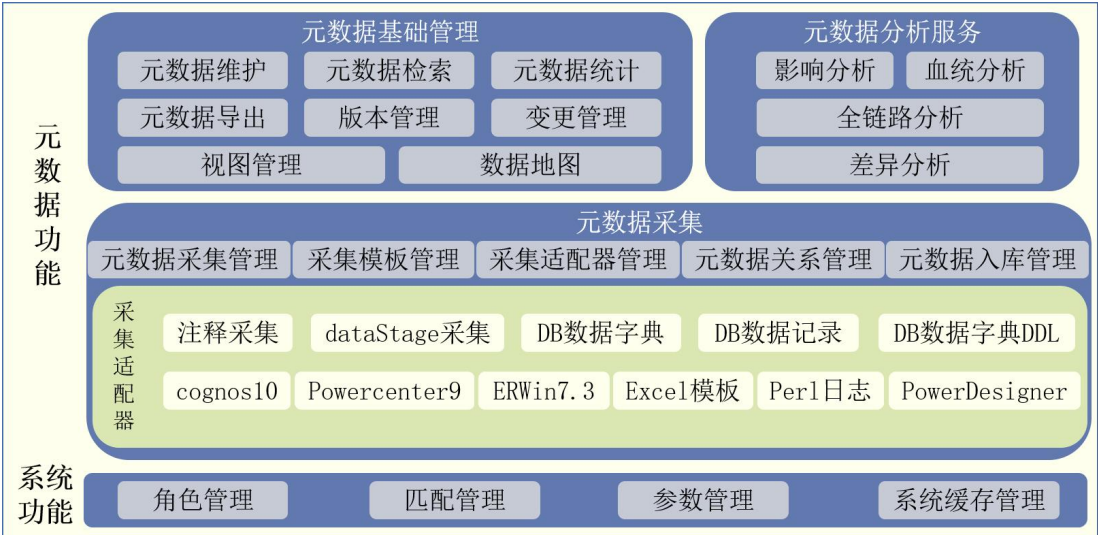 元数据功能
元数据基础管理
元数据维护 元数据检索 元数据统计
元数据导出 版本管理 变更管理
视图管理 数据地图
元数据分析服务
影响分析 血统分析
全链路分析
差异分析
元数据采集
元数据采集管理 采集模板管理 采集适配器管理 元数据关系管理 元数据入库管理
采集适配器
注释采集 dataStage采集 DB数据字典 DB数据记录 DB数据字典DDL
cognos10 Powercenter9 ERWin7.3 Excel模板 Perl日志 PowerDesigner
系统
功能
角色管理 匹配管理 参数管理 系统缓存管理